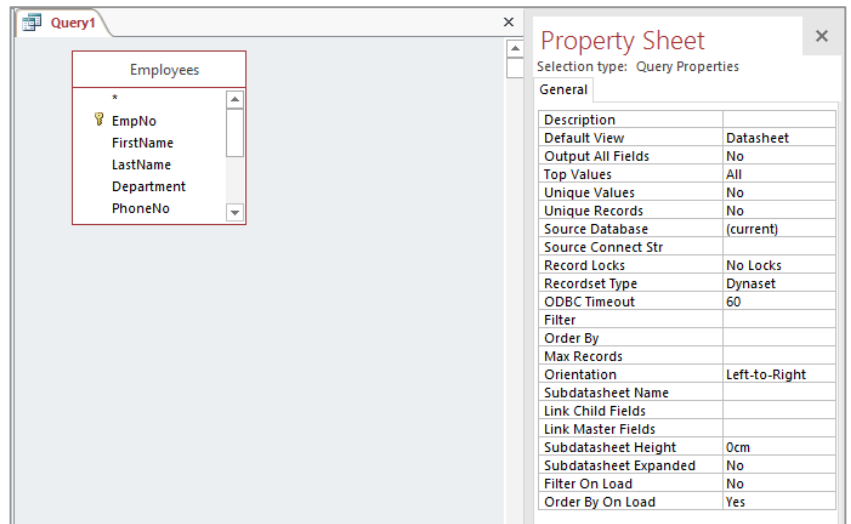 Query1
Employees
*
EmpNo
FirstName
LastName
Department
PhoneNo
Property Sheet
Selection type: Query Properties
General
Description
Default View Datasheet
Output All Fields No
Top Values All
Unique Values No
Unique Records No
Source Database (current)
Source Connect Str
Record Locks No Locks
Recordset Type Dynaset
ODBC Timeout 60
Filter
Order By
Max Records
Orientation Left-to-Right
Subdatasheet Name
Link Child Fields
Link Master Fields
Subdatasheet Height 0cm
Subdatasheet Expanded No
Filter On Load No
Order By On Load Yes